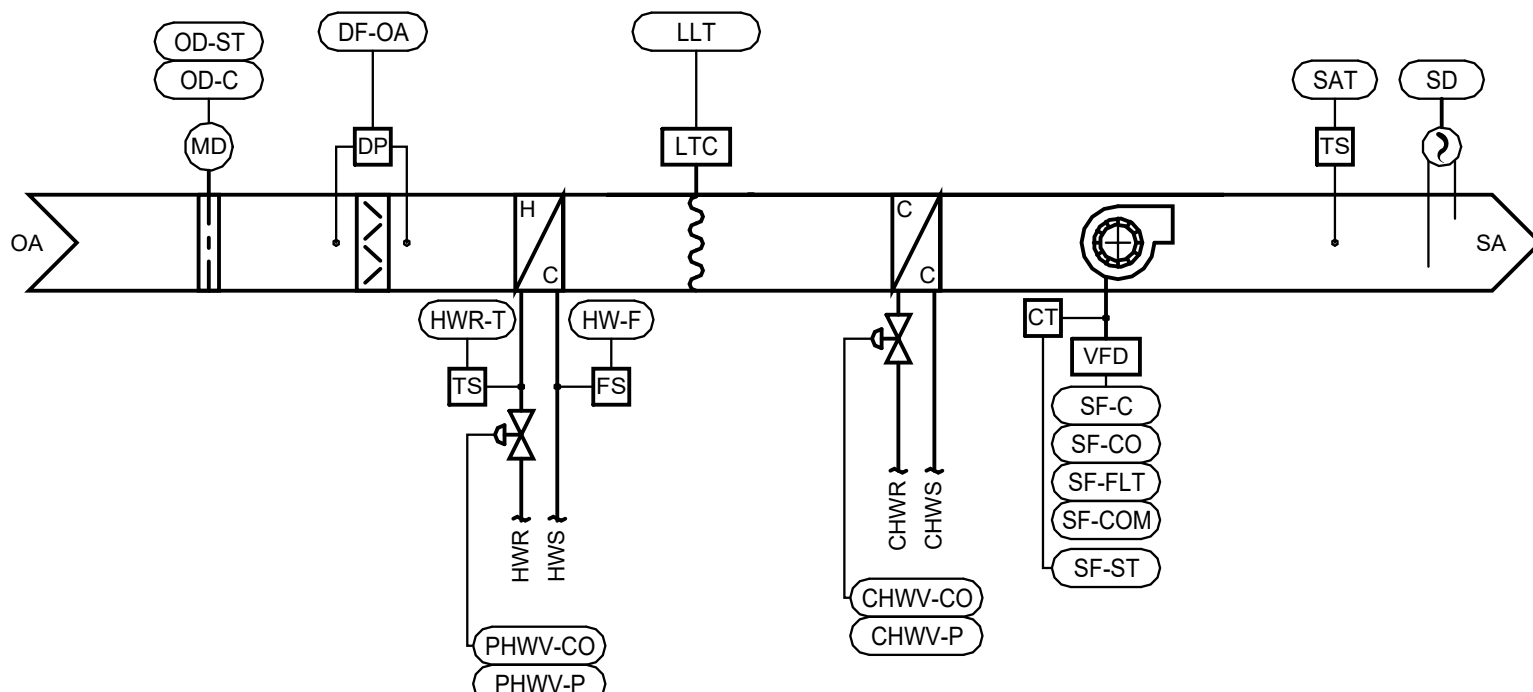 OD-ST
OD-C
MD
DF-OA
DP
LLT
LTC
SAT
TS
SD
OA
H
C
C
C
SA
HWR-T
TS
HW-F
FS
HWR
HWS
PHWV-CO
PHWV-P
CHWR
CHWS
CHWV-CO
CHWV-P
CT
VFD
SF-C
SF-CO
SF-FLT
SF-COM
SF-ST